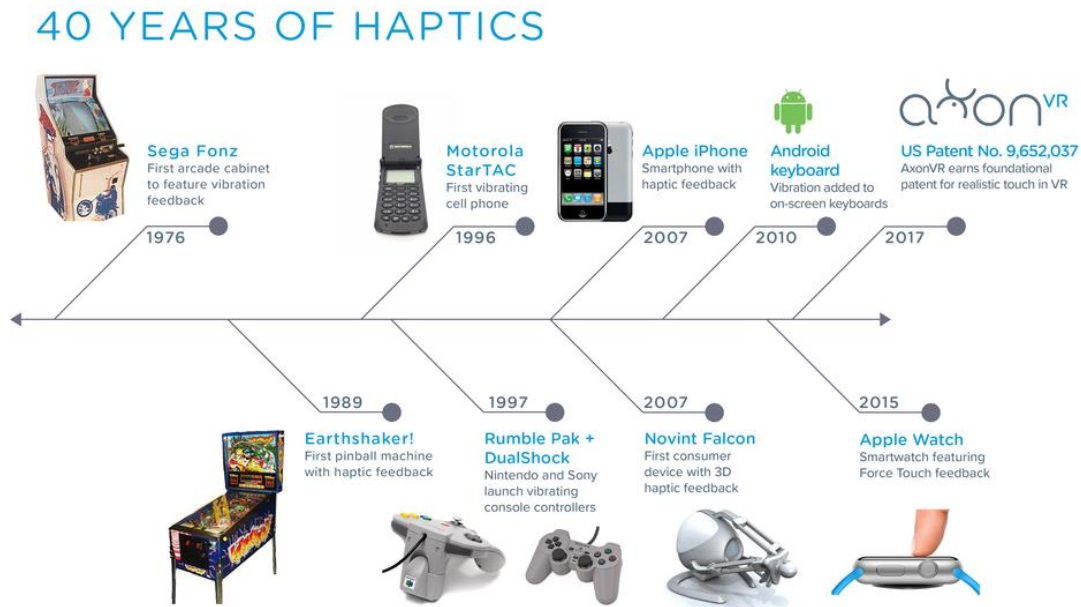 40 YEARS OF HAPTICS
Sega Fonz
First arcade cabinet
to feature vibration
feedback
1976
Motorola
StarTAC
First vibrating
cell phone
1996
Apple iPhone
Smartphone with
haptic feedback
2007
Android
keyboard
Vibration added to
on-screen keyboards
2010
axonVR
US Patent No. 9,652,037
AxonVR earns foundational
patent for realistic touch in VR
2017
1989
Earthshaker!
First pinball machine
with haptic feedback
1997
Rumble Pak +
DualShock
Nintendo and Sony
launch vibrating
console controllers
2007
Novint Falcon
First consumer
device with 3D
haptic feedback
2015
Apple Watch
Smartwatch featuring
Force Touch feedback